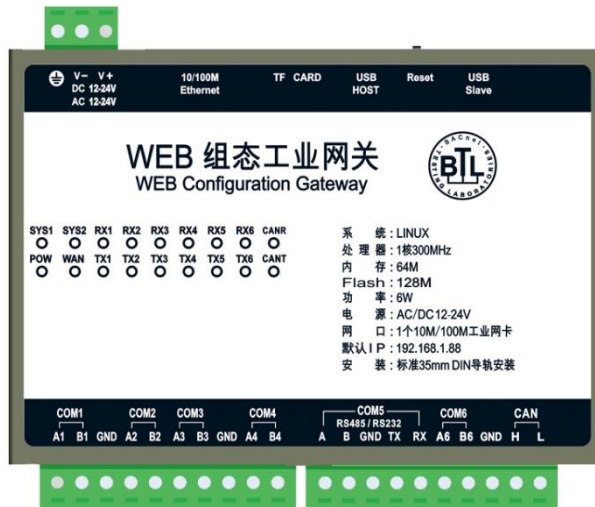 V- V+
DC 12-24V
AC 12-24V
10/100M
Ethernet
TF CARD
USB
HOST
Reset
USB
Slave
WEB 组态工业网关
WEB Configuration Gateway
BACnet TESTING LABORATORIES
BTL
SYS1 SYS2 RX1 RX2 RX3 RX4 RX5 RX6 CANR
POW WAN TX1 TX2 TX3 TX4 TX5 TX6 CANT
系 统：LINUX
处 理 器：1核300MHz
内 存：64M
Flash：128M
功 率：6W
电 源：AC/DC12-24V
网 口：1个10M/100M工业网卡
默认IP：192.168.1.88
安 装：标准35mm DIN导轨安装
COM1 COM2 COM3 COM4
A1 B1 GND A2 B2 A3 B3 GND A4 B4
COM5 COM6 CAN
RS485/RS232
A B GND TX RX A6 B6 GND H L